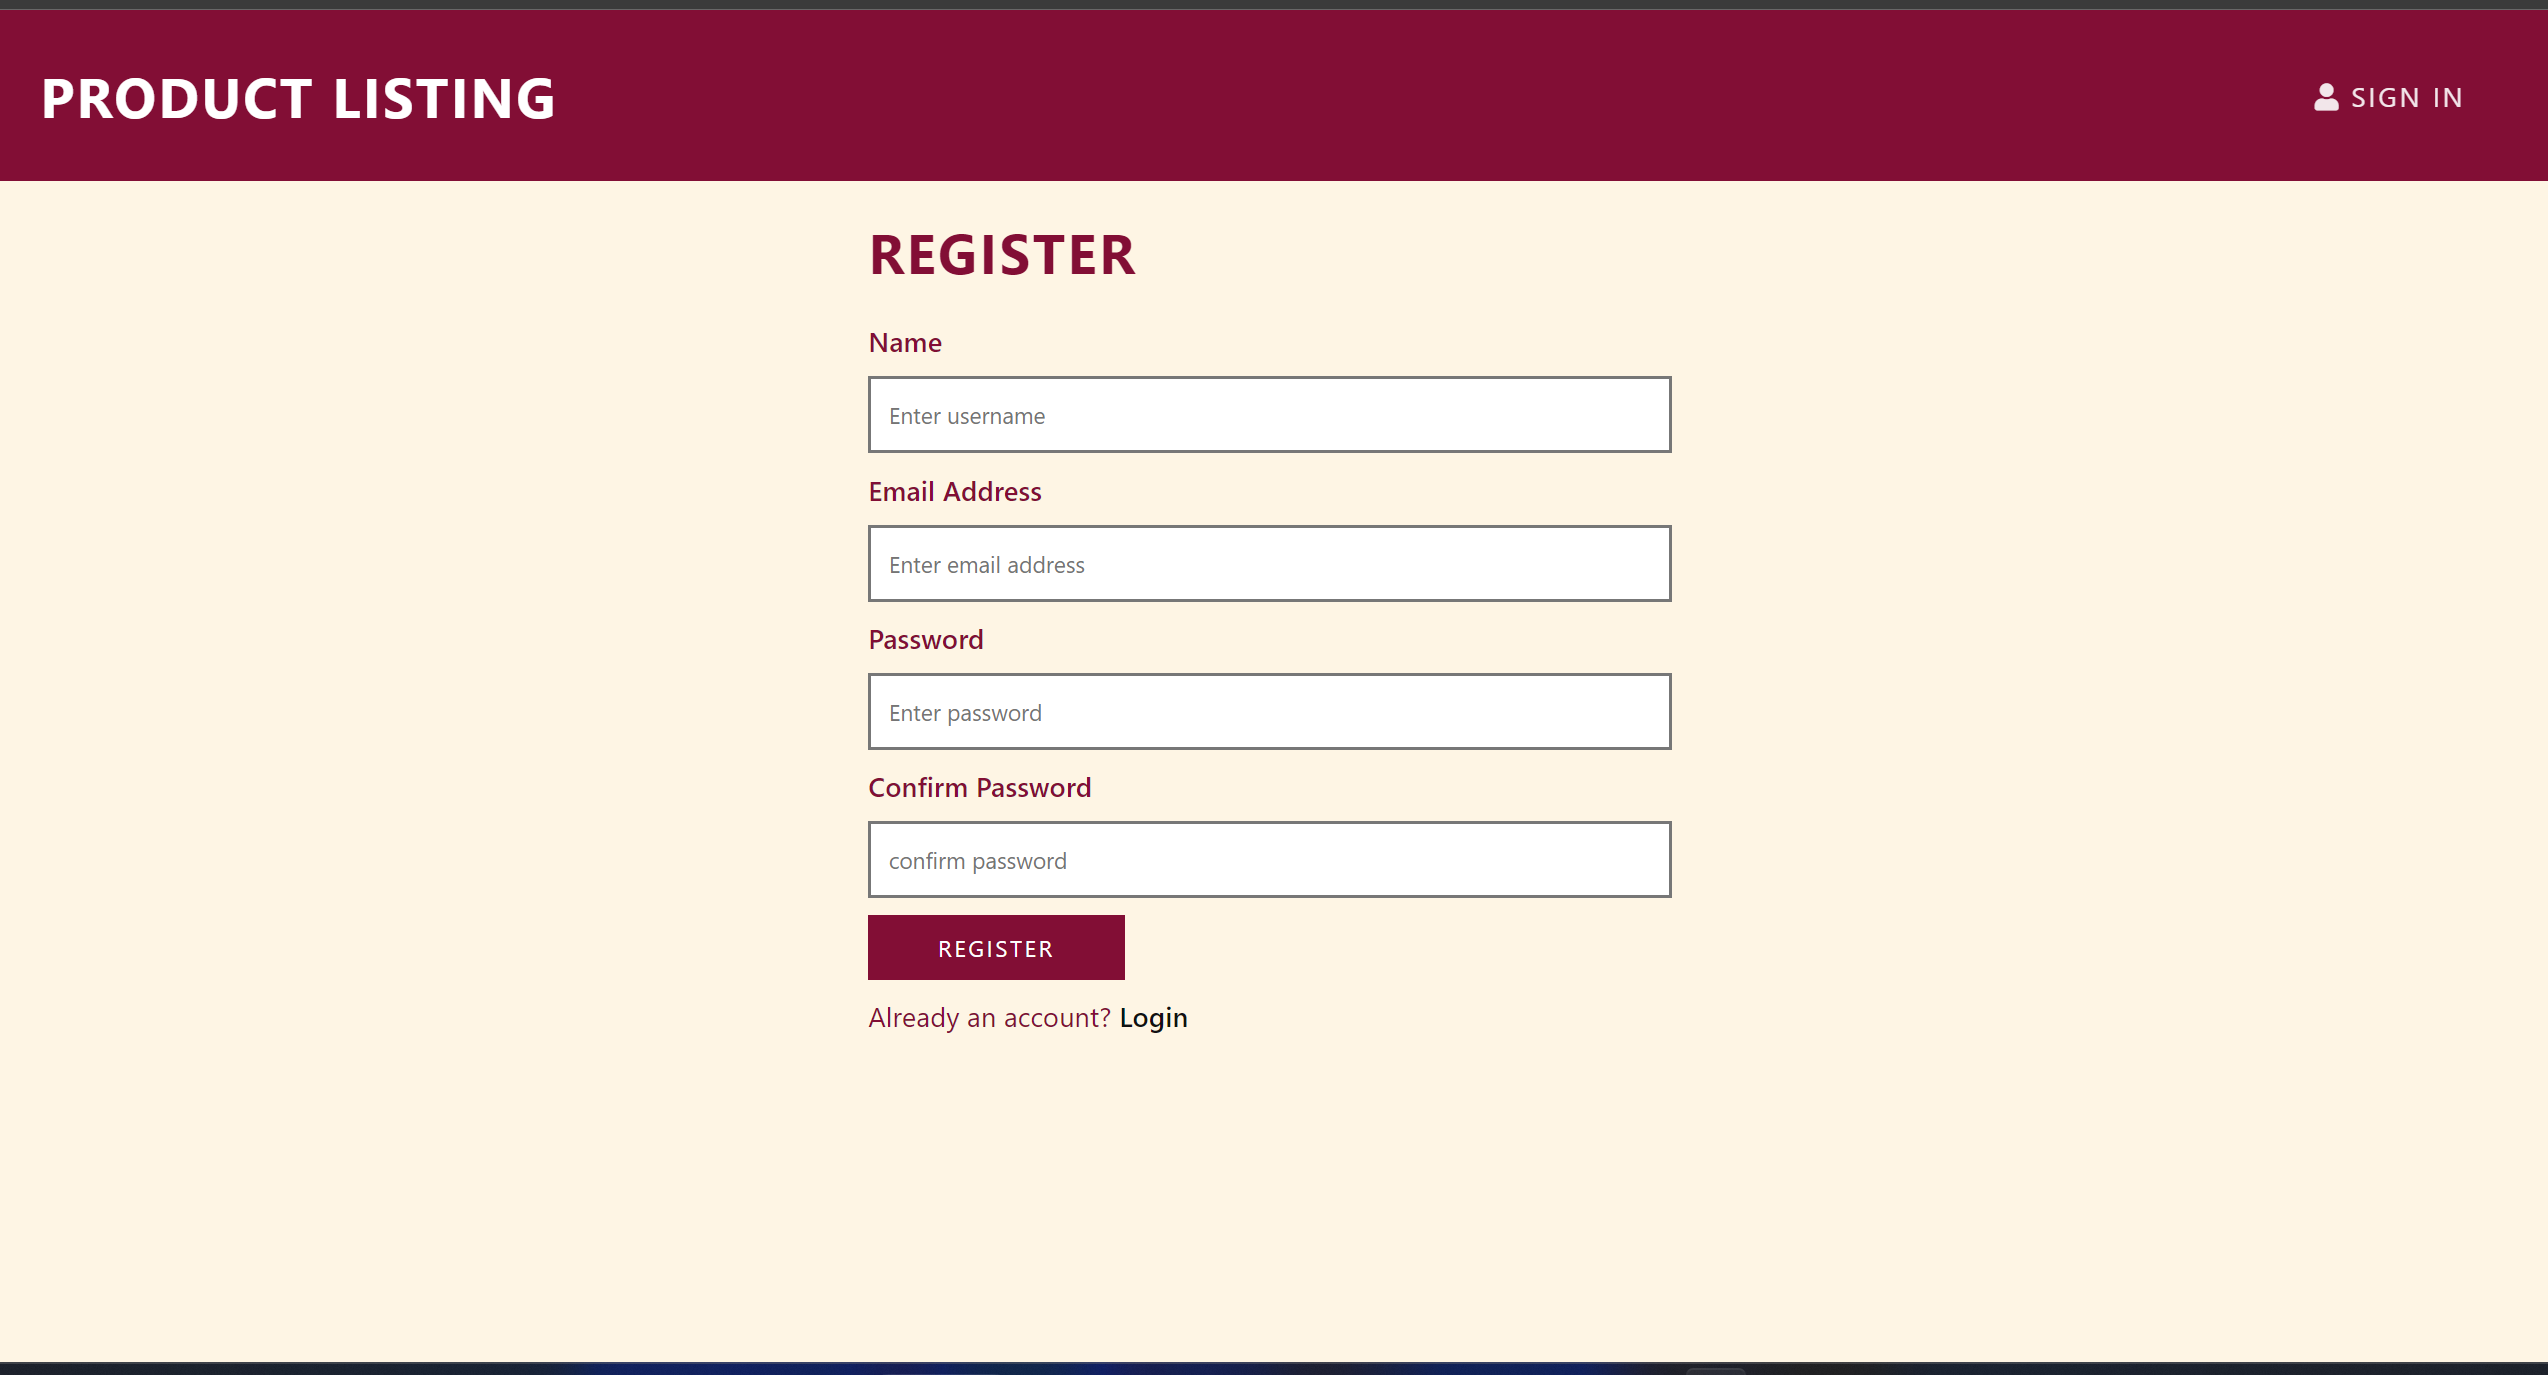 PRODUCT LISTING
SIGN IN
REGISTER
Name
Enter username
Email Address
Enter email address
Password
Enter password
Confirm Password
confirm password
REGISTER
Already an account? Login